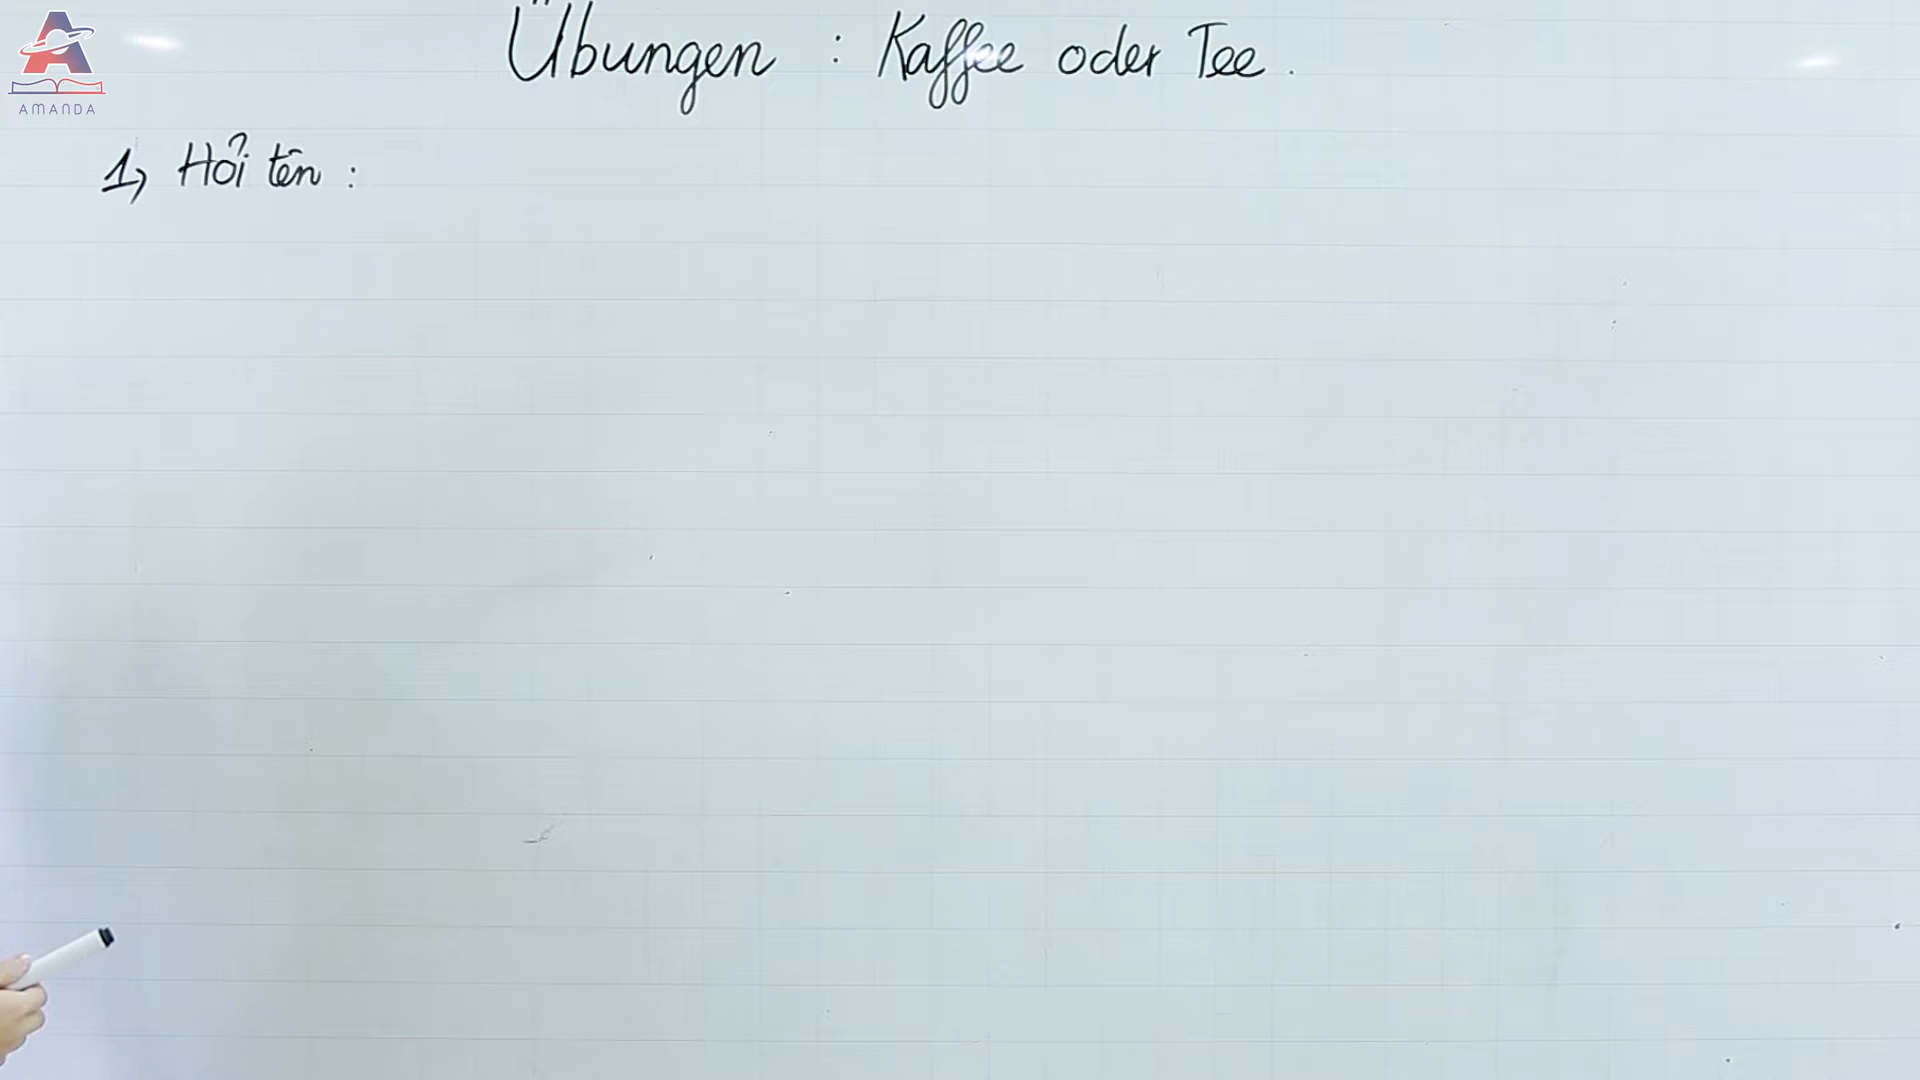 AMANDA
Übungen : Kaffee oder Tee.
1, Hỏi tên :